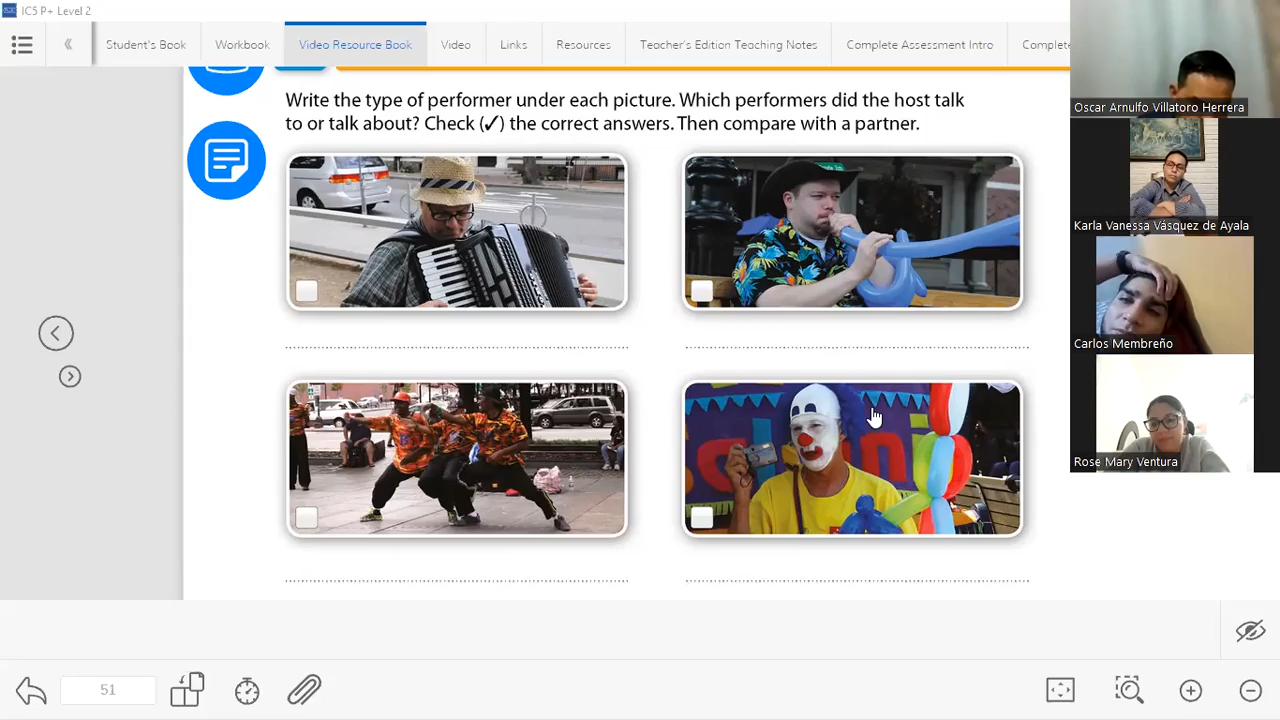 IC5 P+ Level 2
Student's Book
Workbook
Video Resource Book
Video
Links
Resources
Teacher's Edition Teaching Notes
Complete Assessment Intro
Complete
Write the type of performer under each picture. Which performers did the host talk
to or talk about? Check (✓) the correct answers. Then compare with a partner.
Oscar Arnulfo Villatoro Herrera
Karla Vanessa Vásquez de Ayala
Carlos Membreño
Rose Mary Ventura
51